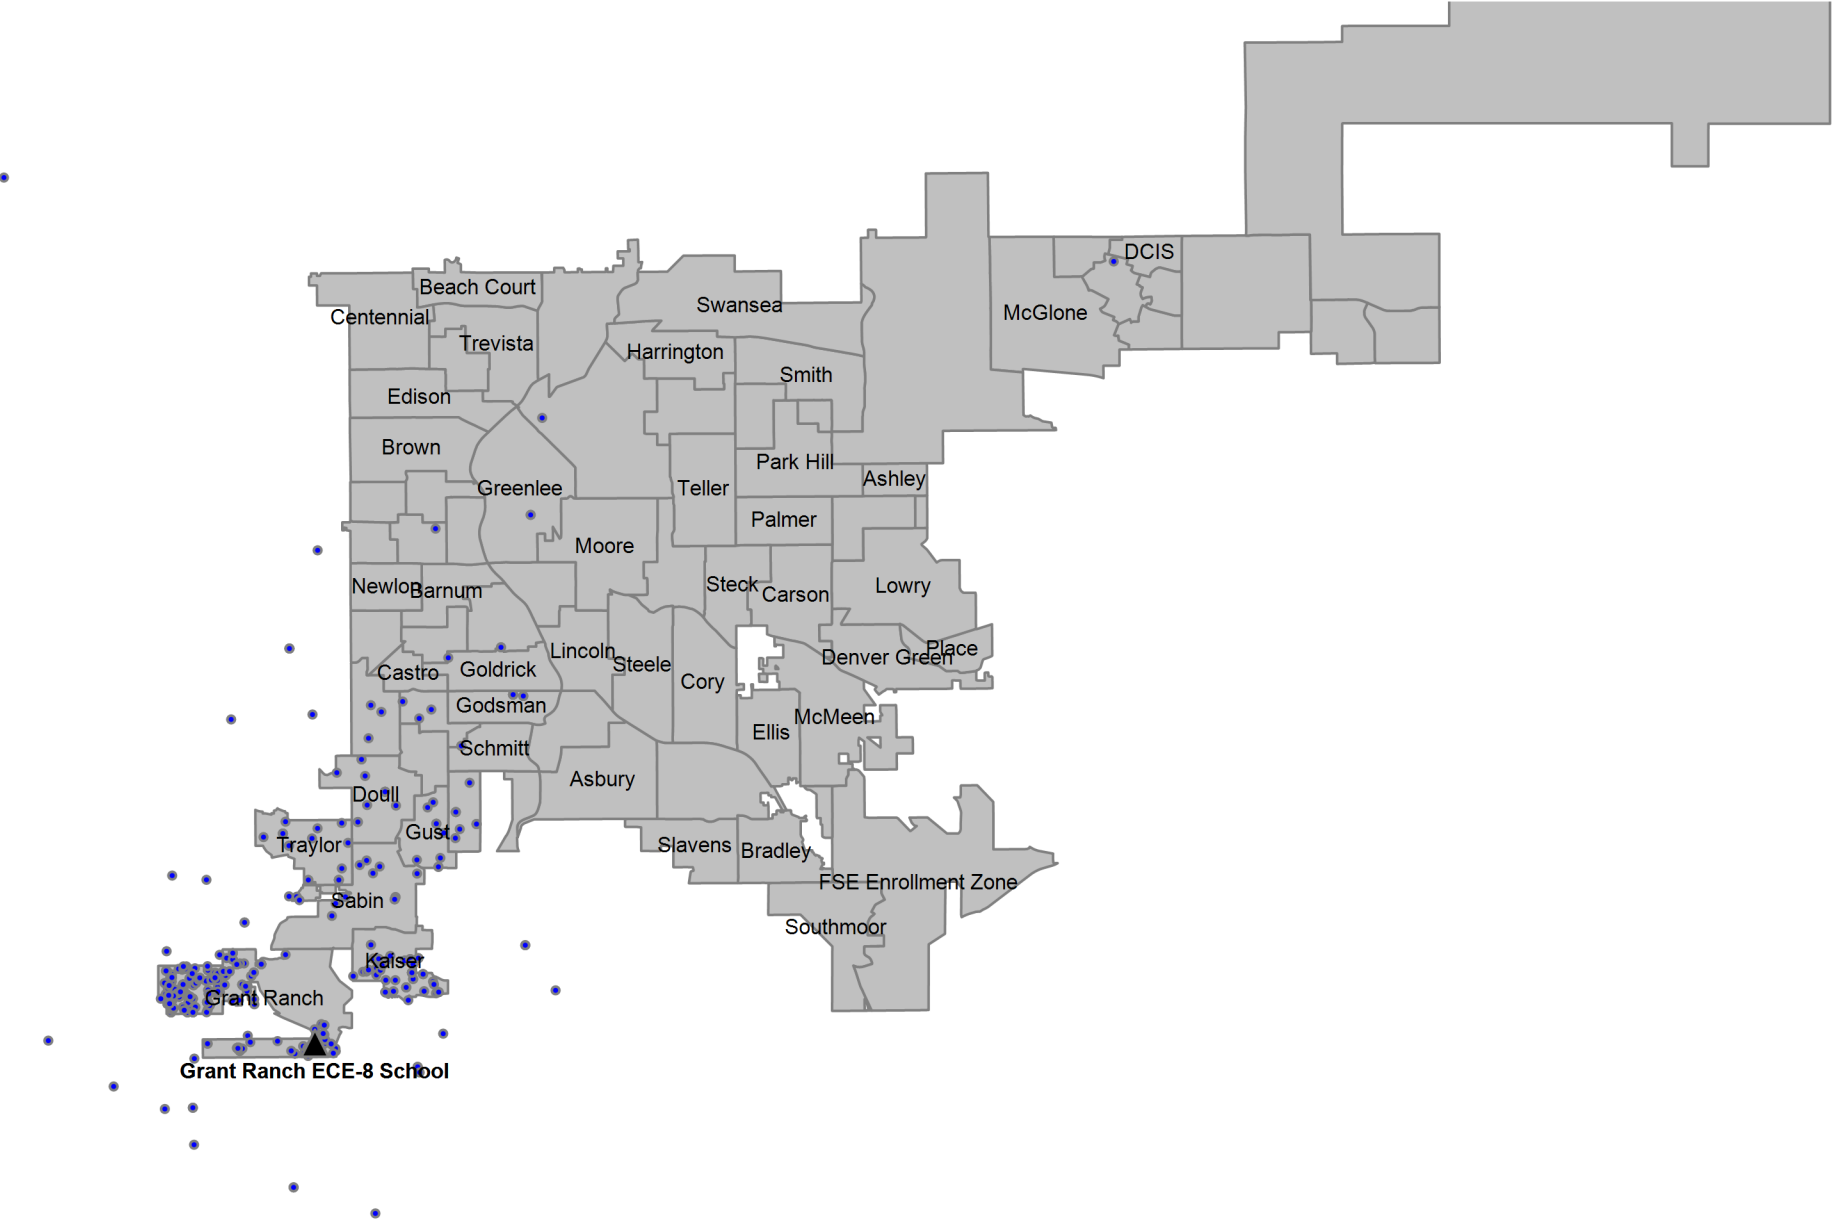 DCIS
Beach Court
Swansea
McGlone
Centennial
Trevista
Harrington
Smith
Edison
Brown
Park Hill
Ashley
Greenlee
Teller
Palmer
Moore
Newlon
Barnum
Steck
Carson
Lowry
Lincoln
Place
Denver Green
Steele
Castro
Goldrick
Cory
Godsman
McMeen
Ellis
Schmitt
Asbury
Doull
Gust
Traylor
Slavens
Bradley
FSE Enrollment Zone
Sabin
Southmoor
Kaiser
Grant Ranch
Grant Ranch ECE-8 School